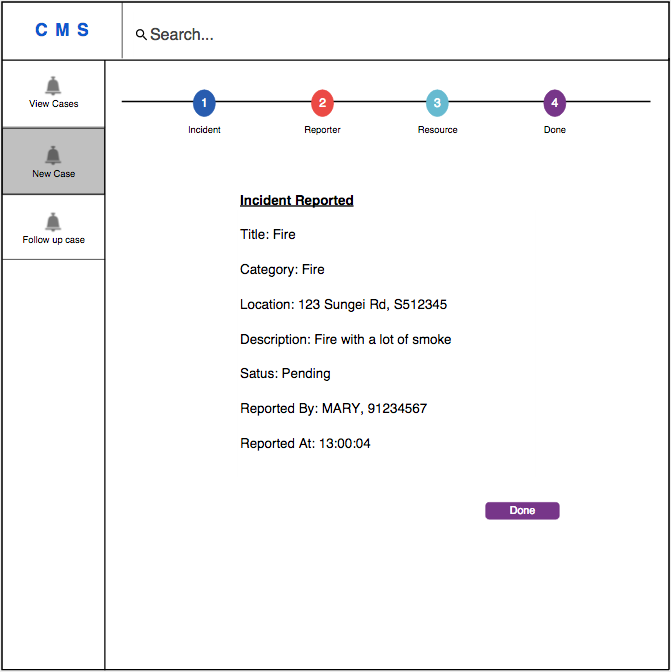 C M S
Search...
View Cases
New Case
Follow up case
1 2 3 4
Incident Reporter Resource Done
Incident Reported
Title: Fire
Category: Fire
Location: 123 Sungei Rd, S512345
Description: Fire with a lot of smoke
Satus: Pending
Reported By: MARY, 91234567
Reported At: 13:00:04
Done